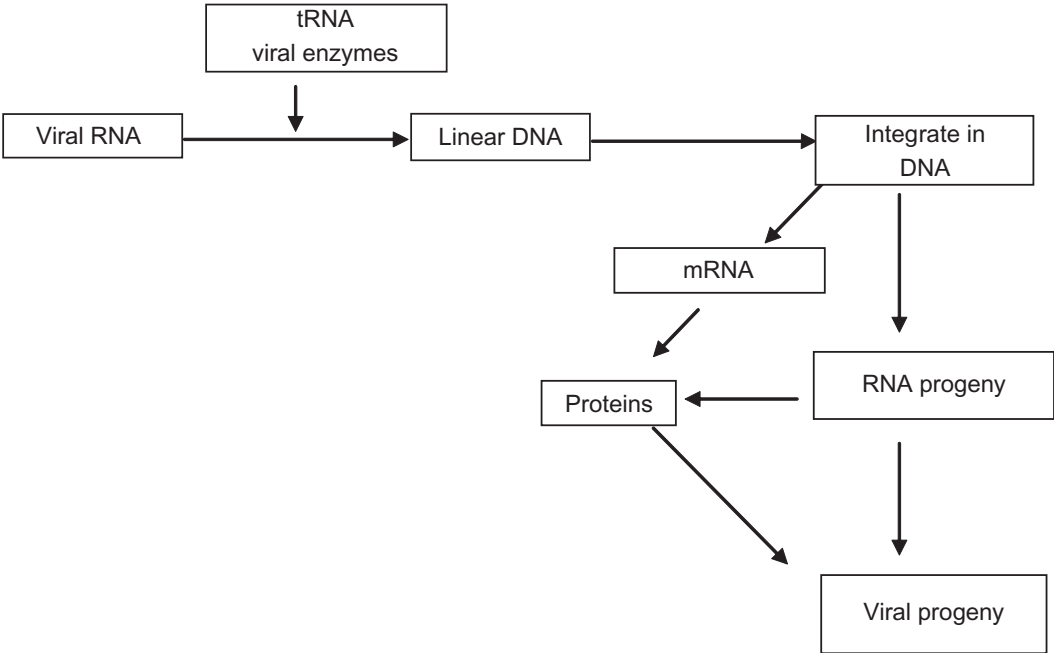 tRNA
viral enzymes
Viral RNA
Linear DNA
Integrate in
DNA
mRNA
RNA progeny
Proteins
Viral progeny